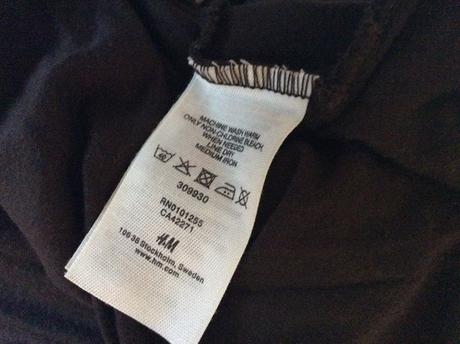 MACHINE WASH WARM
ONLY NON-CHLORINE BLEACH,
WHEN NEEDED
LINE DRY
MEDIUM IRON
309930
RN0101255
CA42271
H&M
106 38 Stockholm, Sweden
www.hm.com